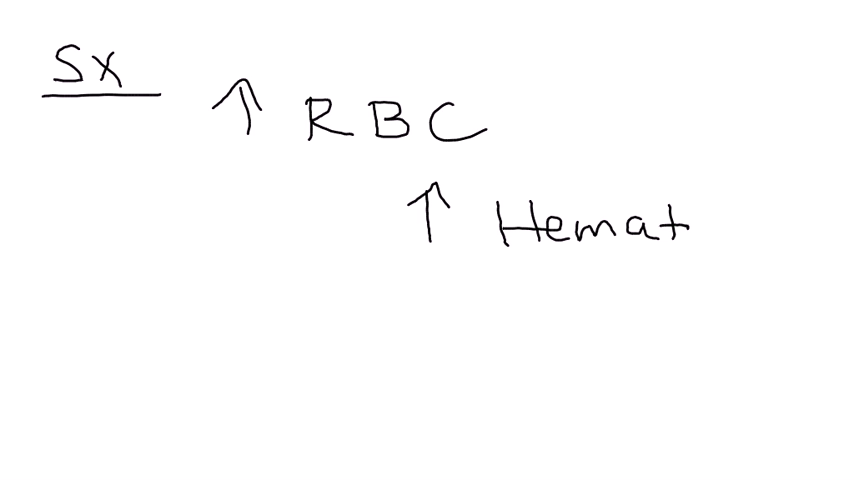 Sx
↑ RBC
↑ Hemat